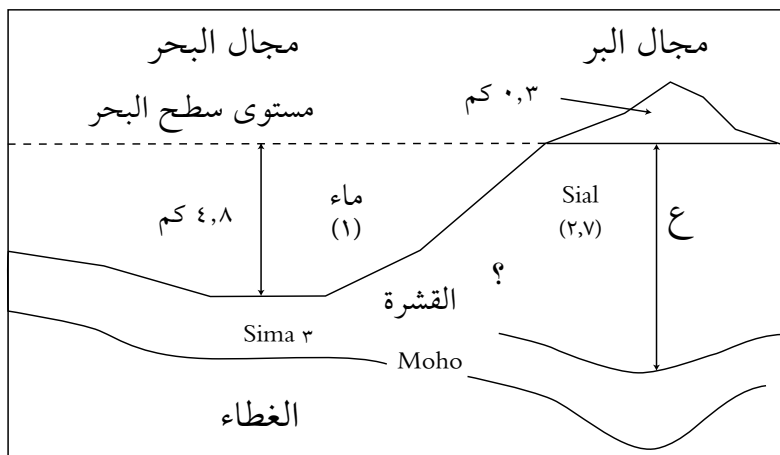 مجال البر
مجال البحر
٠,٣ كم
مستوى سطح البحر
Sial
(٢,٧)
ع
ماء
(١)
٤,٨ كم
؟
القشرة
Sima ٣
Moho
الغطاء